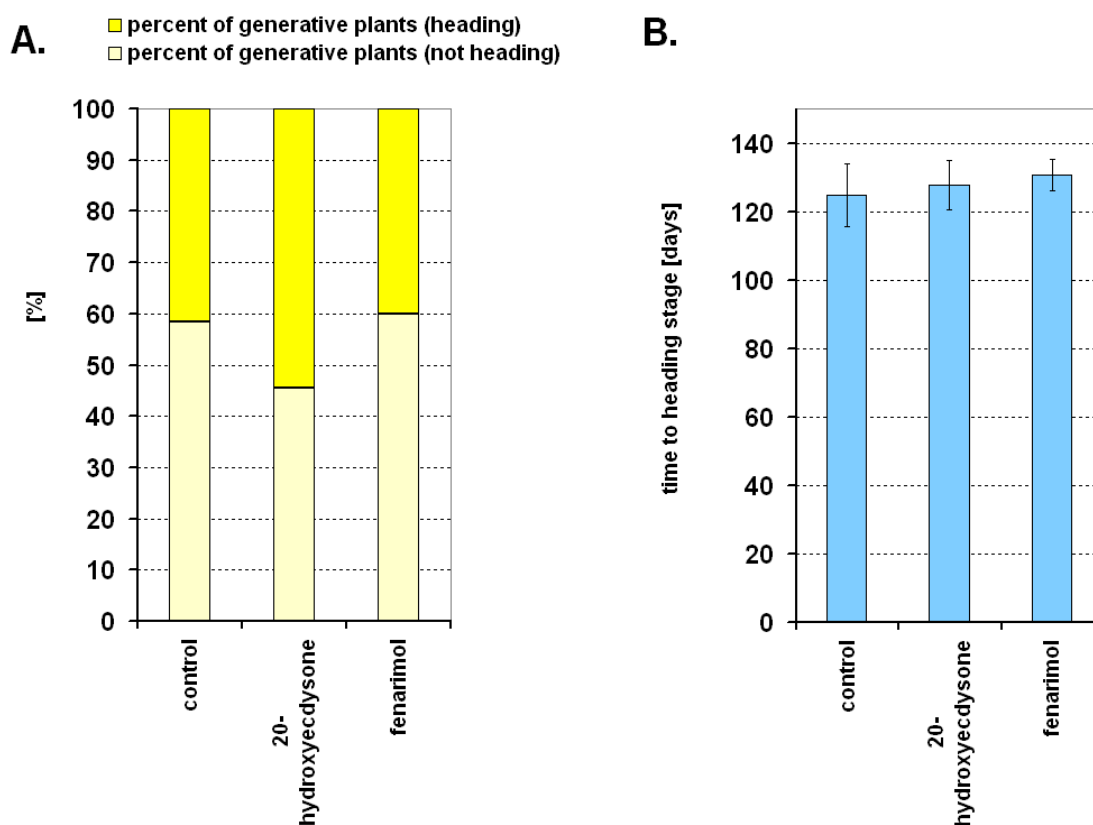 A.
percent of generative plants (heading)
percent of generative plants (not heading)
[%]
100
90
80
70
60
50
40
30
20
10
0
control
20-
hydroxyecdysone
fenarimol
B.
time to heading stage [days]
140
120
100
80
60
40
20
0
control
20-
hydroxyecdysone
fenarimol